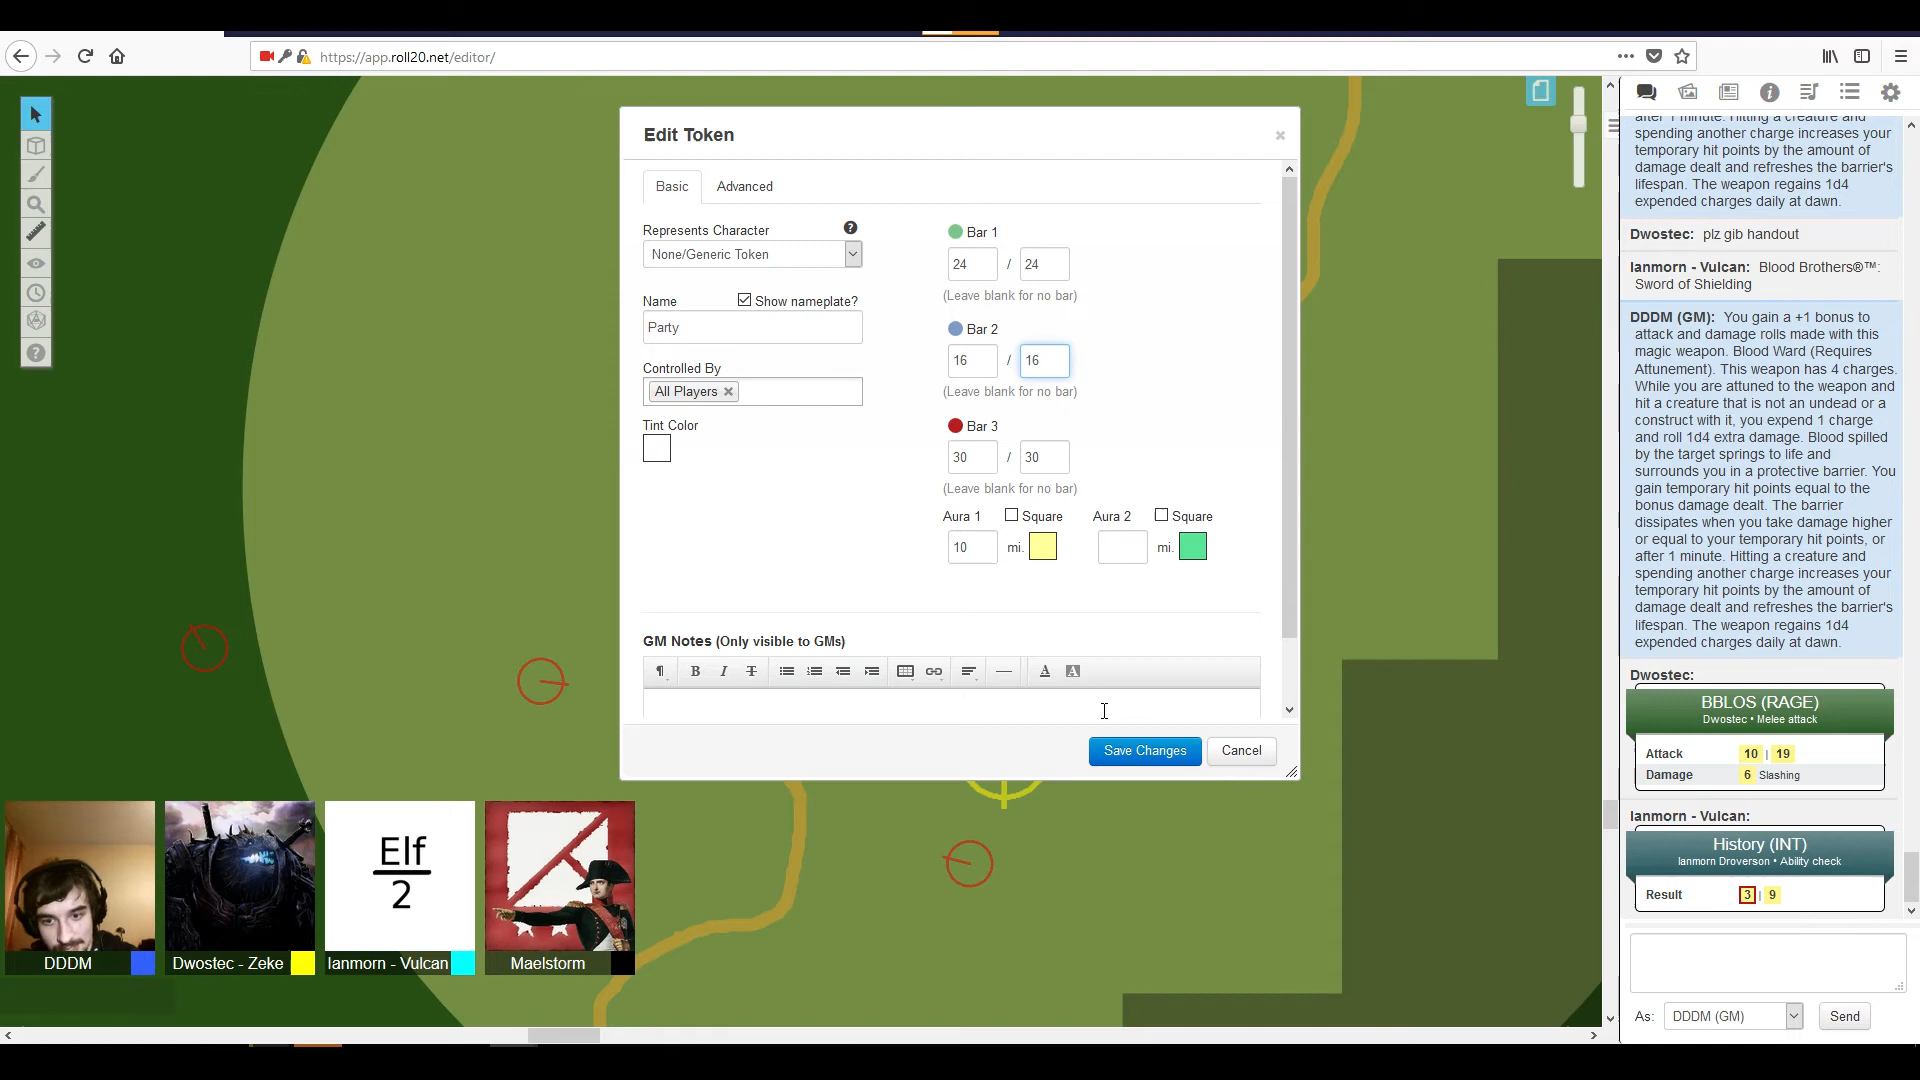 https://app.roll20.net/editor/
Edit Token
×
Basic
Advanced
Represents Character
?
None/Generic Token
Name
Show nameplate?
Party
Controlled By
All Players ×
Tint Color
Bar 1
24 / 24
(Leave blank for no bar)
Bar 2
16 / 16
(Leave blank for no bar)
Bar 3
30 / 30
(Leave blank for no bar)
Aura 1
Square
Aura 2
Square
10 mi.
mi.
GM Notes (Only visible to GMs)
Save Changes
Cancel
DDDM
Dwostec - Zeke
Elf
2
Ianmorn - Vulcan
Maelstorm
after 1 minute. Hitting a creature and
spending another charge increases your
temporary hit points by the amount of
damage dealt and refreshes the barrier's
lifespan. The weapon regains 1d4
expended charges daily at dawn.
Dwostec: plz gib handout
Ianmorn - Vulcan: Blood Brothers®™:
Sword of Shielding
DDDM (GM): You gain a +1 bonus to
attack and damage rolls made with this
magic weapon. Blood Ward (Requires
Attunement). This weapon has 4 charges.
While you are attuned to the weapon and
hit a creature that is not an undead or a
construct with it, you expend 1 charge
and roll 1d4 extra damage. Blood spilled
by the target springs to life and
surrounds you in a protective barrier. You
gain temporary hit points equal to the
bonus damage dealt. The barrier
dissipates when you take damage higher
or equal to your temporary hit points, or
after 1 minute. Hitting a creature and
spending another charge increases your
temporary hit points by the amount of
damage dealt and refreshes the barrier's
lifespan. The weapon regains 1d4
expended charges daily at dawn.
Dwostec:
BBLOS (RAGE)
Dwostec • Melee attack
Attack 10 | 19
Damage 6 Slashing
Ianmorn - Vulcan:
History (INT)
Ianmorn Droverson • Ability check
Result 3 | 9
As: DDDM (GM)
Send